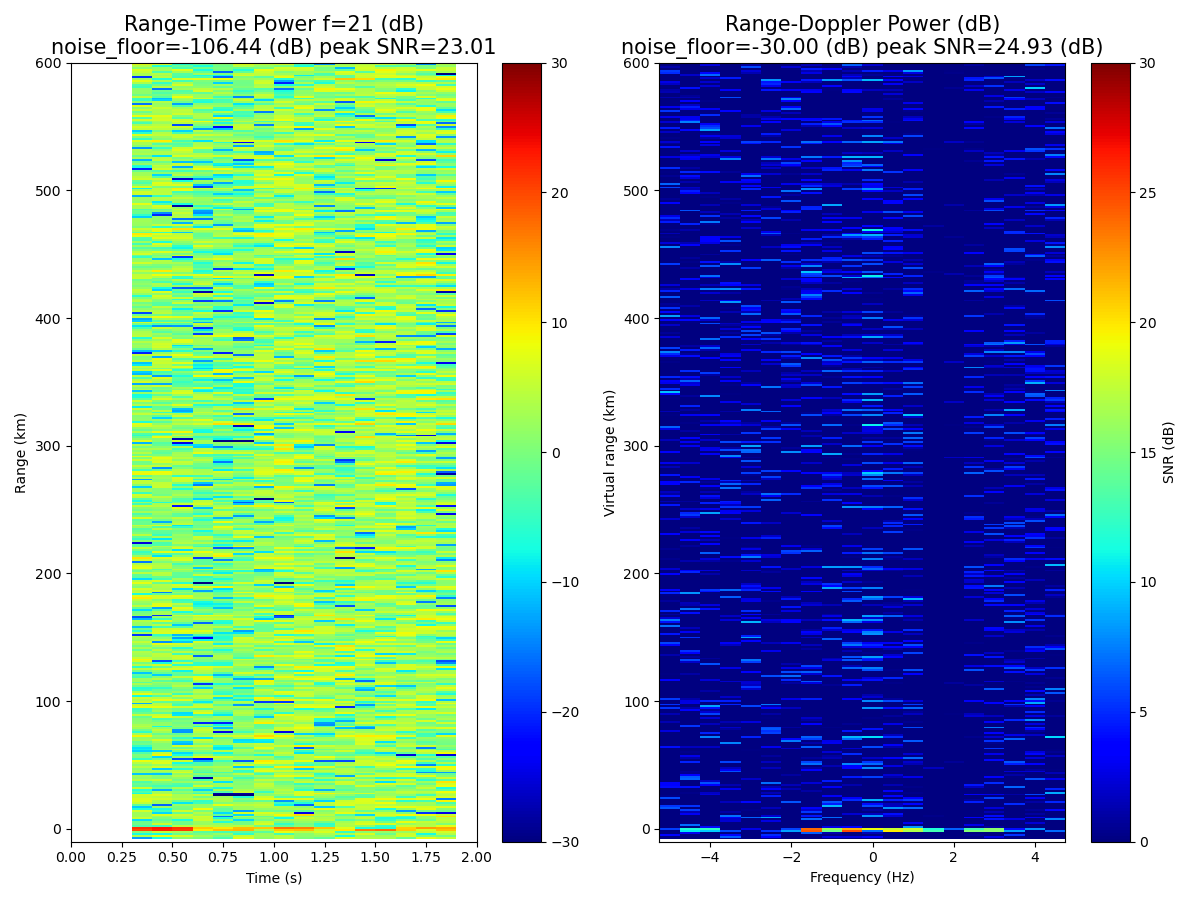 Range-Time Power f=21 (dB)
noise_floor=-106.44 (dB) peak SNR=23.01
600
500
400
300
200
100
0
Range (km)
0.00 0.25 0.50 0.75 1.00 1.25 1.50 1.75 2.00
Time (s)
30
20
10
0
−10
−20
−30
Range-Doppler Power (dB)
noise_floor=-30.00 (dB) peak SNR=24.93 (dB)
600
500
400
300
200
100
0
Virtual range (km)
−4 −2 0 2 4
Frequency (Hz)
30
25
20
15
10
5
0
SNR (dB)